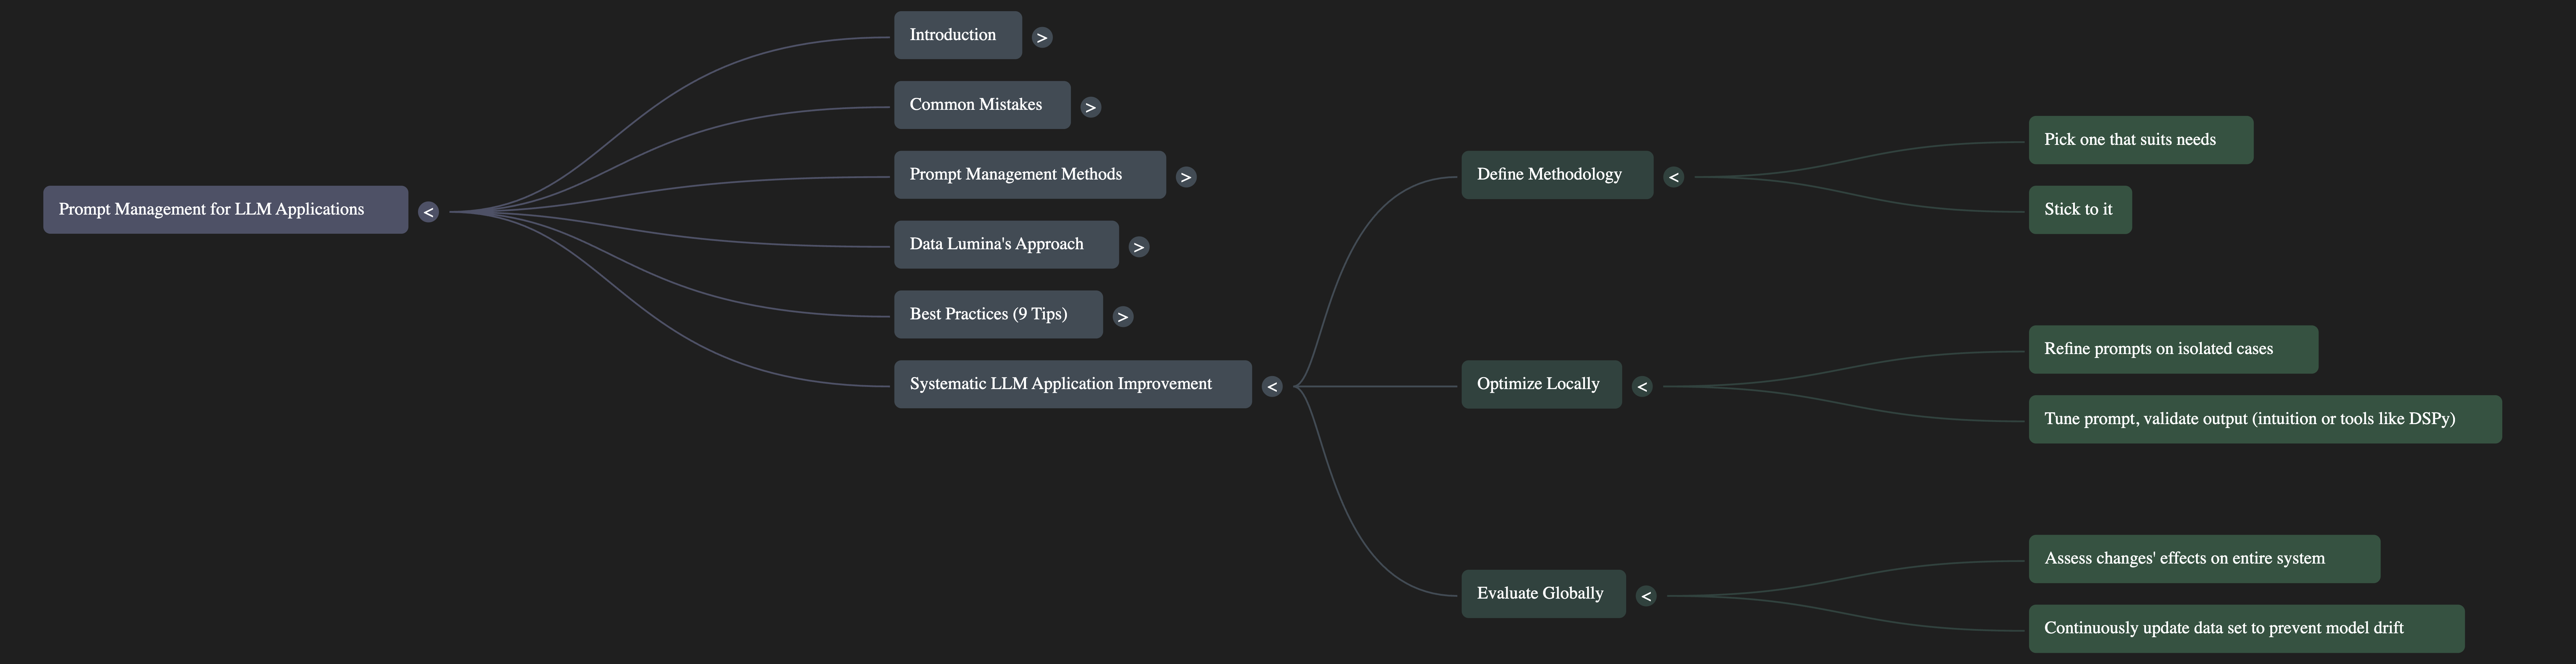 Prompt Management for LLM Applications
<
Introduction
>
Common Mistakes
>
Prompt Management Methods
>
Data Lumina's Approach
>
Best Practices (9 Tips)
>
Systematic LLM Application Improvement
<
Define Methodology
<
Pick one that suits needs
Stick to it
Optimize Locally
<
Refine prompts on isolated cases
Tune prompt, validate output (intuition or tools like DSPy)
Evaluate Globally
<
Assess changes' effects on entire system
Continuously update data set to prevent model drift